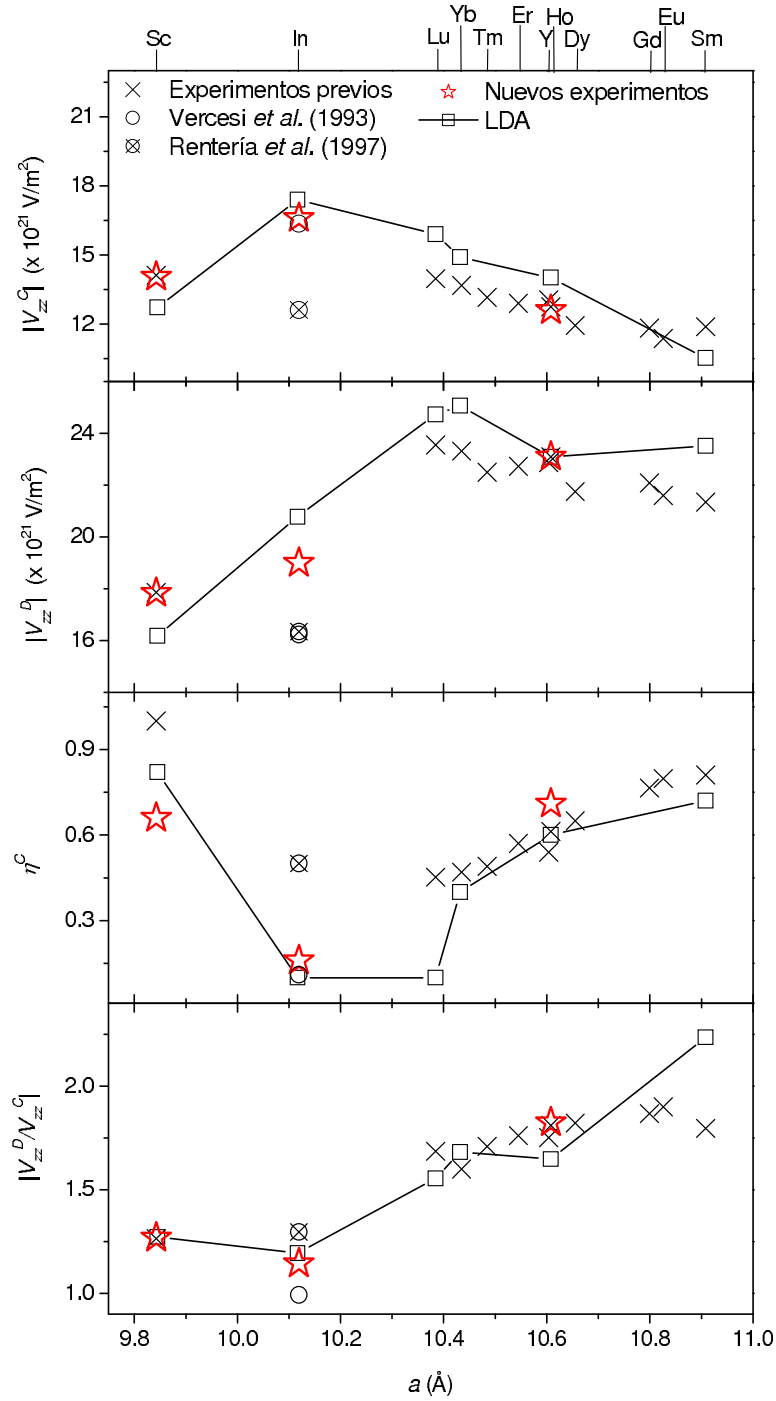 Yb Ho Eu
Sc In Lu Tm Er Y Dy Gd Sm
Experimentos previos
Nuevos experimentos
Vercesi et al. (1993)
LDA
Rentería et al. (1997)
|V_zz^C| (x 10^21 V/m^2)
21
18
15
12
|V_zz^D| (x 10^21 V/m^2)
24
20
16
η^C
0.9
0.6
0.3
|V_zz^D/V_zz^C|
2.0
1.5
1.0
9.8 10.0 10.2 10.4 10.6 10.8 11.0
a (Å)